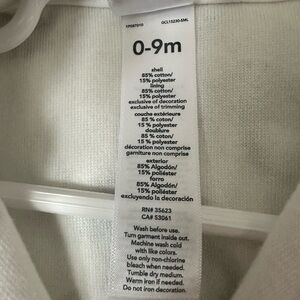 0-9m
shell
85% cotton/
15% polyester
lining
85% cotton/
15% polyester
exclusive of decoration
exclusive of trimming
couche extérieure
85 % coton/
15 % polyester
doublure
85 % coton/
15 % polyester
décoration non comprise
garniture non comprise
exterior
85% Algodón/
15% poliéster
forro
85% Algodón/
15% poliéster
excluyendo la decoración
RN# 35623
CA# 53061
Wash before use.
Turn garment inside out.
Machine wash cold
with like colors.
Use only non-chlorine
bleach when needed.
Tumble dry medium.
Warm iron if needed.
Do not iron decoration.